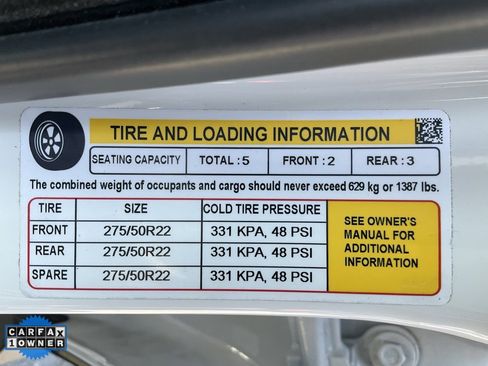 TIRE AND LOADING INFORMATION
SEATING CAPACITY TOTAL : 5 FRONT : 2 REAR : 3
The combined weight of occupants and cargo should never exceed 629 kg or 1387 lbs.
TIRE SIZE COLD TIRE PRESSURE
FRONT 275/50R22 331 KPA, 48 PSI
REAR 275/50R22 331 KPA, 48 PSI
SPARE 275/50R22 331 KPA, 48 PSI
SEE OWNER'S
MANUAL FOR
ADDITIONAL
INFORMATION
CARFAX
1 OWNER